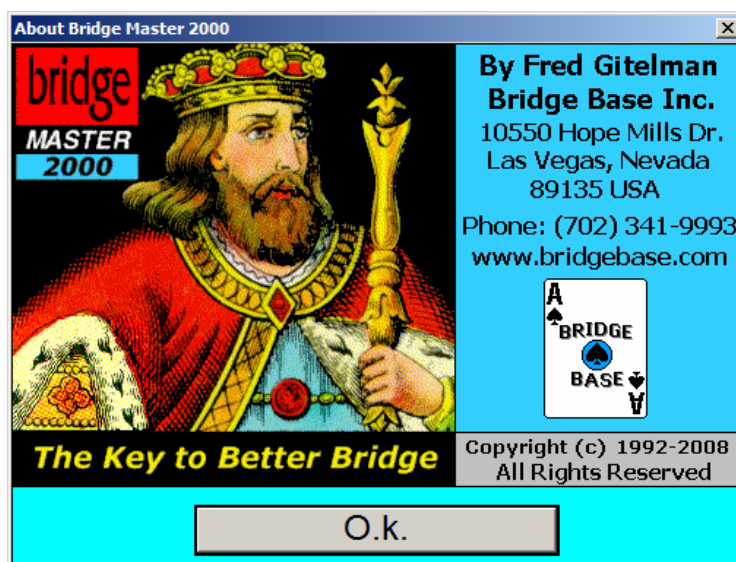 About Bridge Master 2000
bridge
MASTER
2000
By Fred Gitelman
Bridge Base Inc.
10550 Hope Mills Dr.
Las Vegas, Nevada
89135 USA
Phone: (702) 341-9993
www.bridgebase.com
A
BRIDGE
BASE
A
The Key to Better Bridge
Copyright (c) 1992-2008
All Rights Reserved
O.k.